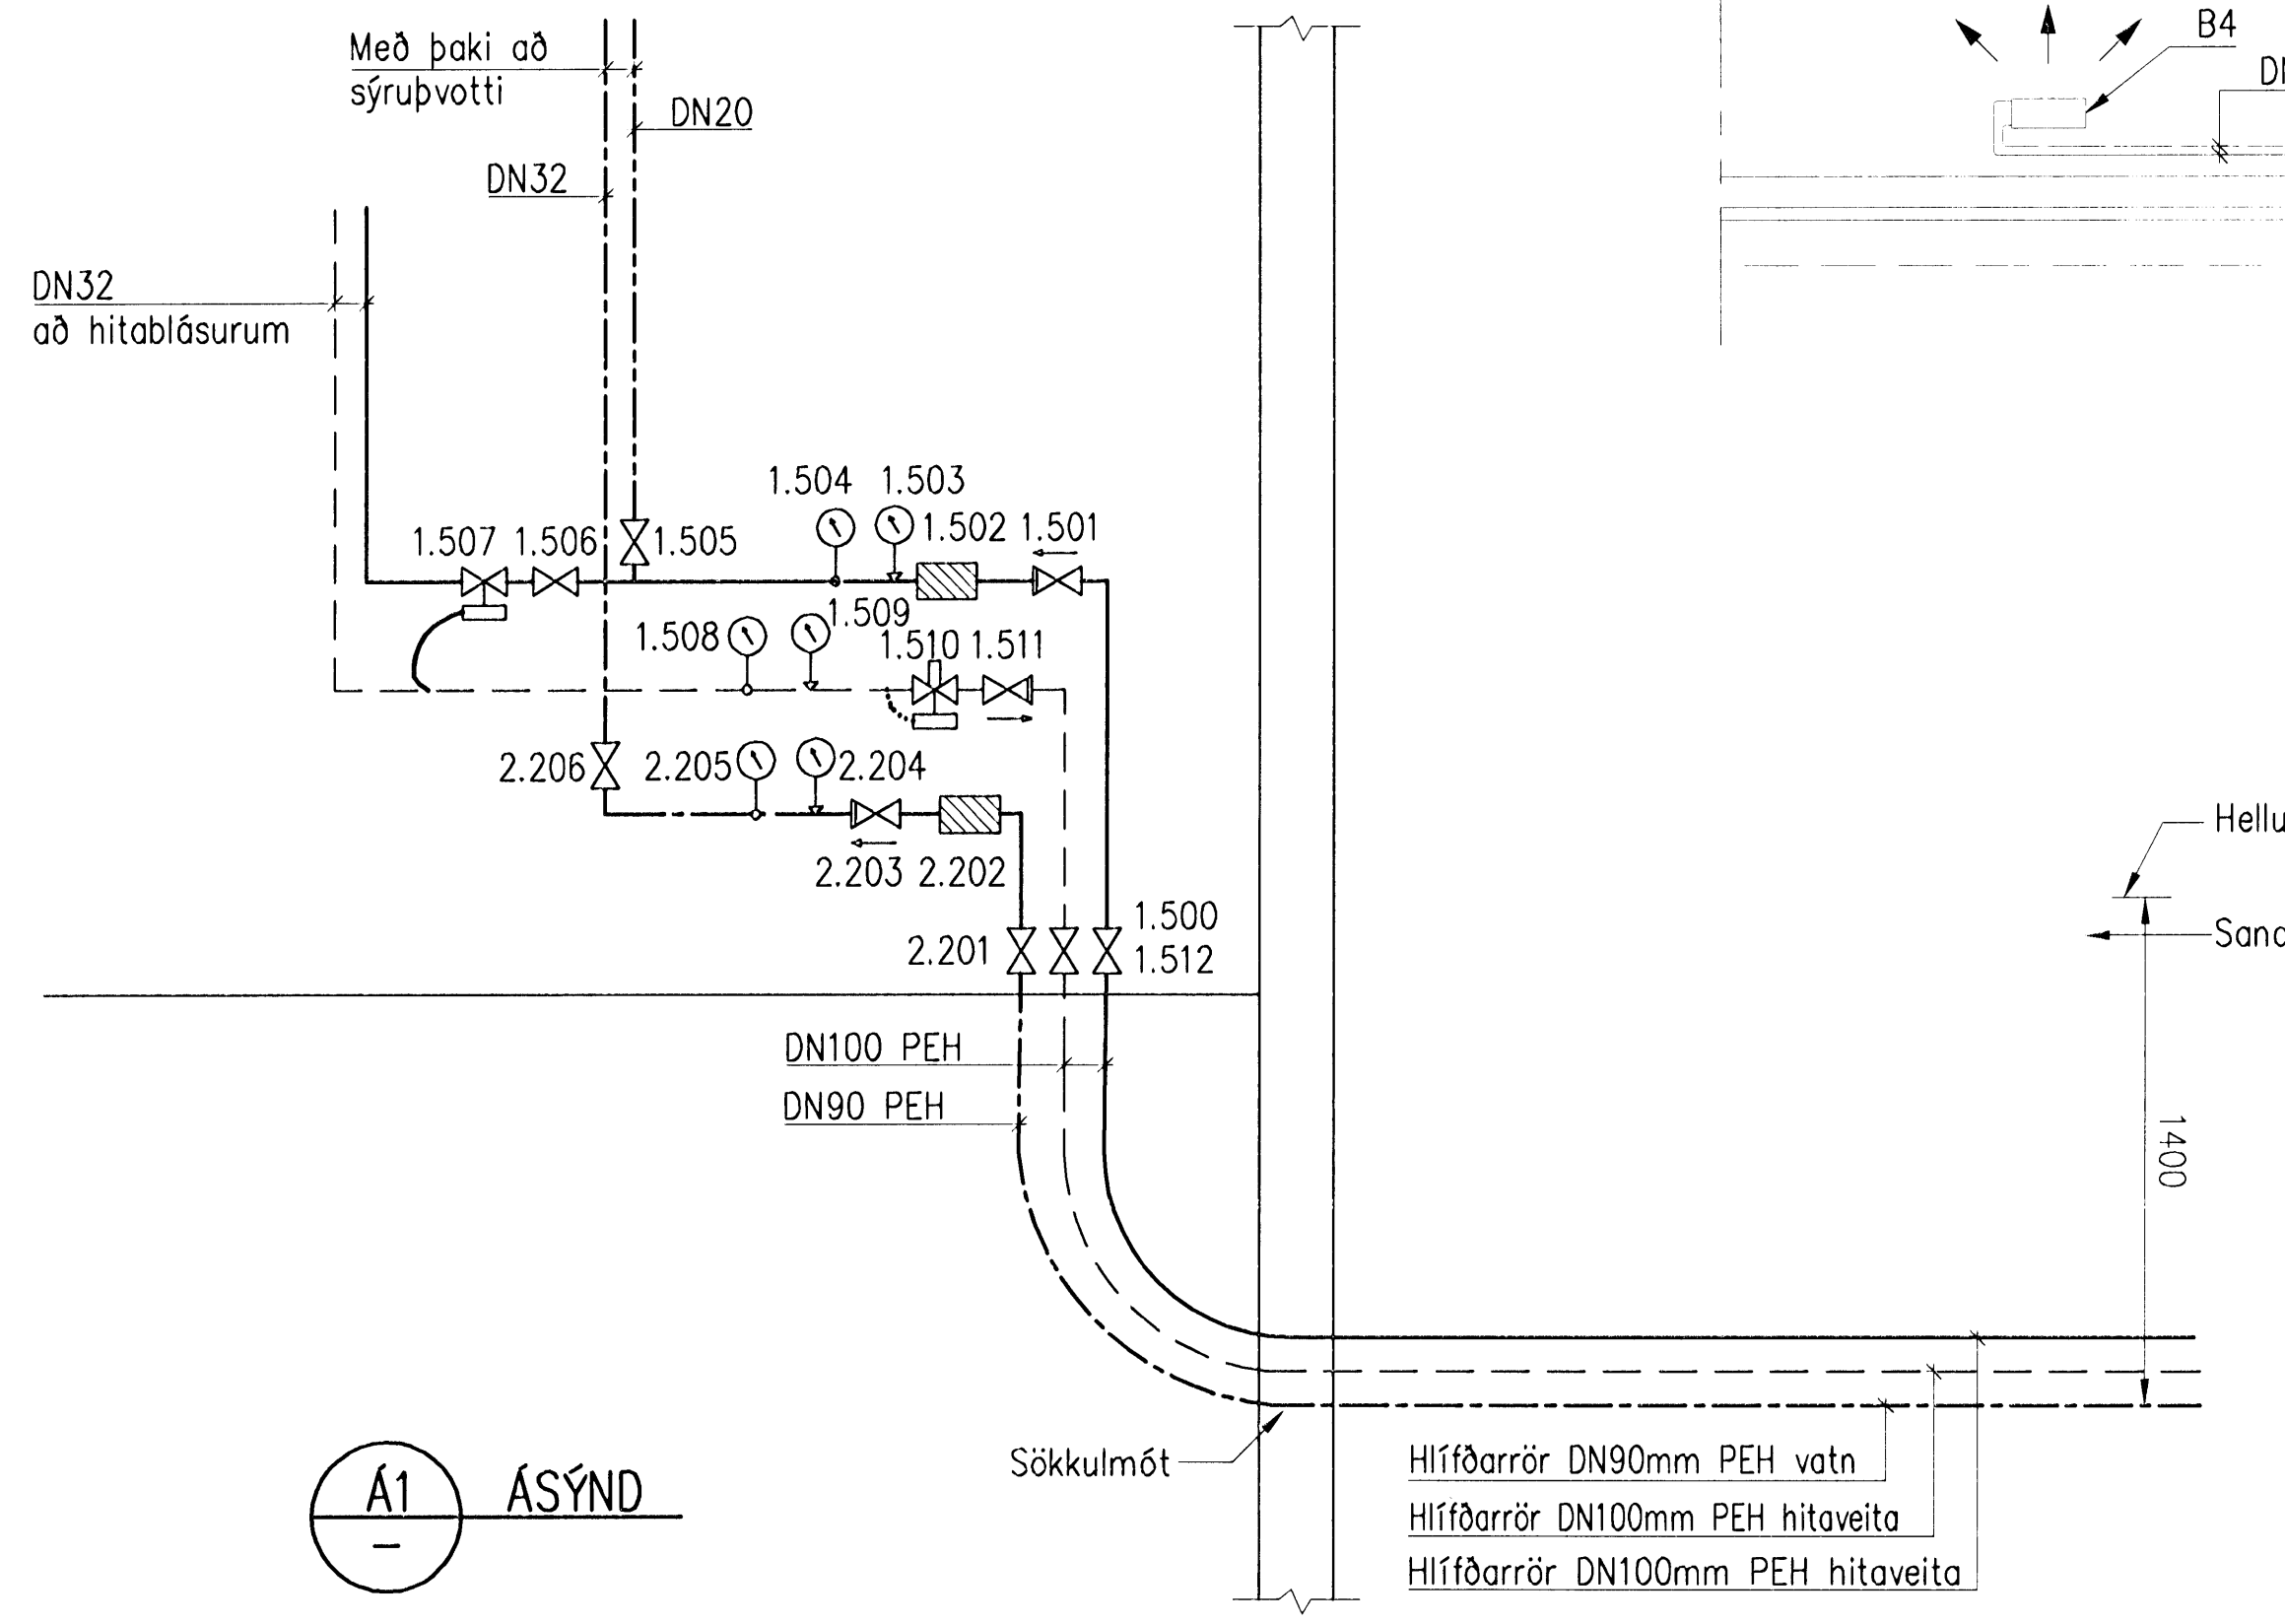 Með þaki að
sýruþvotti
DN20
DN32
DN32
að hitablásurum
B4
1.504
1.503
1.507
1.506
1.505
1.502
1.501
1.508
1.509
1.510
1.511
2.206
2.205
2.204
2.203
2.202
2.201
1.500
1.512
DN100 PEH
DN90 PEH
1400
Sökkulmót
Hlífðarrör DN90mm PEH vatn
Hlífðarrör DN100mm PEH hitaveita
Hlífðarrör DN100mm PEH hitaveita
Á1
ÁSÝND
–